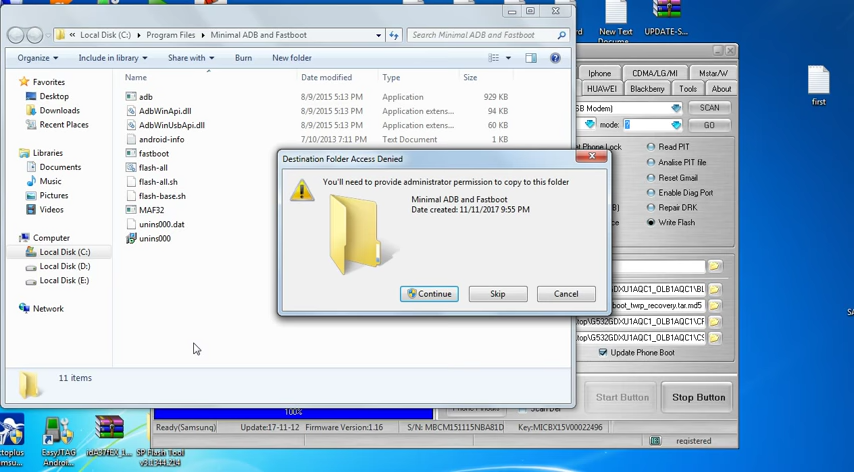 Local Disk (C:) Program Files Minimal ADB and Fastboot
Search Minimal ADB and Fastboot
Organize Include in library Share with Burn New folder
Name Date modified Type Size
Favorites
Desktop
Downloads
Recent Places
Libraries
Documents
Music
Pictures
Videos
Computer
Local Disk (C:)
Local Disk (D:)
Local Disk (E:)
Network
adb 8/9/2015 5:13 PM Application 929 KB
AdbWinApi.dll 8/9/2015 5:13 PM Application extens... 94 KB
AdbWinUsbApi.dll 8/9/2015 5:13 PM Application extens... 60 KB
android-info 7/10/2013 7:11 PM Text Document 1 KB
fastboot
flash-all
flash-all.sh
flash-base.sh
MAF32
unins000.dat
unins000
11 items
Destination Folder Access Denied
You'll need to provide administrator permission to copy to this folder
Minimal ADB and Fastboot
Date created: 11/11/2017 9:55 PM
Continue Skip Cancel
New Text
Docume...
UPDATE-S...
first
Iphone CDMA/LG/MI Mstar/W
HUAWEI Blackbeny Tools About
SB Modem) SCAN
mode: GO
t Phone Lock
Read PIT
Analise PIT file
Reset Gmail
Enable Diag Port
Repair DRK
Write Flash
boot_twrp_recovery.tar.md5
Update Phone Boot
Start Button Stop Button
100%
Ready(Samsung) Update:17-11-12 Firmware Version:1.16 S/N: MBCM151115NBA81D Key:MICBX15V00022496
registered
EasyJTAG
Androi...
SP Flash Tool